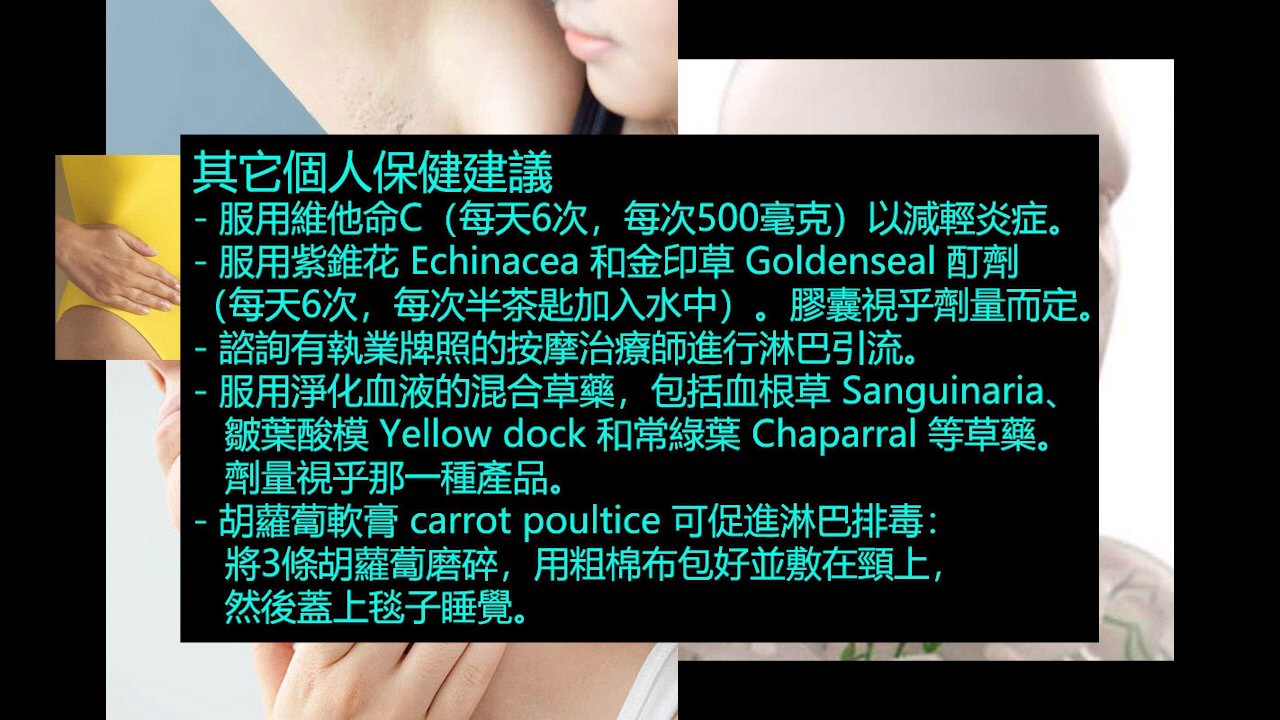 其它個人保健建議
- 服用維他命C（每天6次，每次500毫克）以減輕炎症。
- 服用紫錐花 Echinacea 和金印草 Goldenseal 酊劑
（每天6次，每次半茶匙加入水中）。膠囊視乎劑量而定。
- 諮詢有執業牌照的按摩治療師進行淋巴引流。
- 服用淨化血液的混合草藥，包括血根草 Sanguinaria、
皺葉酸模 Yellow dock 和常綠葉 Chaparral 等草藥。
劑量視乎那一種產品。
- 胡蘿蔔軟膏 carrot poultice 可促進淋巴排毒：
將3條胡蘿蔔磨碎，用粗棉布包好並敷在頸上，
然後蓋上毯子睡覺。